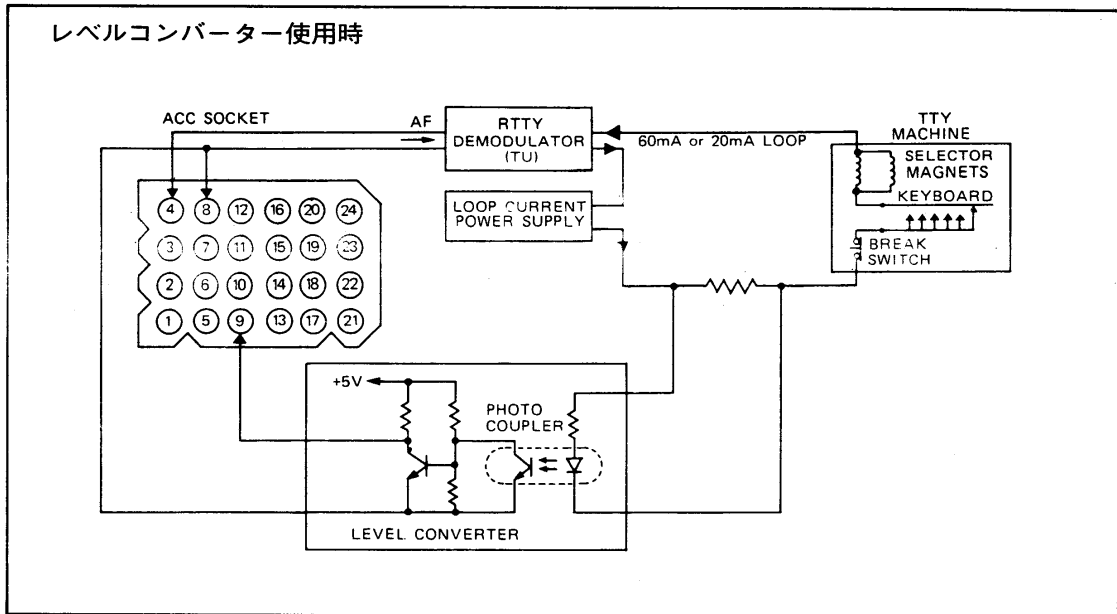 レベルコンバーター使用時
ACC SOCKET
AF
RTTY
DEMODULATOR
(TU)
60mA or 20mA LOOP
TTY
MACHINE
SELECTOR
MAGNETS
KEYBOARD
BREAK
SWITCH
LOOP CURRENT
POWER SUPPLY
4 8 12 16 20 24
3 7 11 15 19 23
2 6 10 14 18 22
1 5 9 13 17 21
+5V
PHOTO
COUPLER
LEVEL CONVERTER